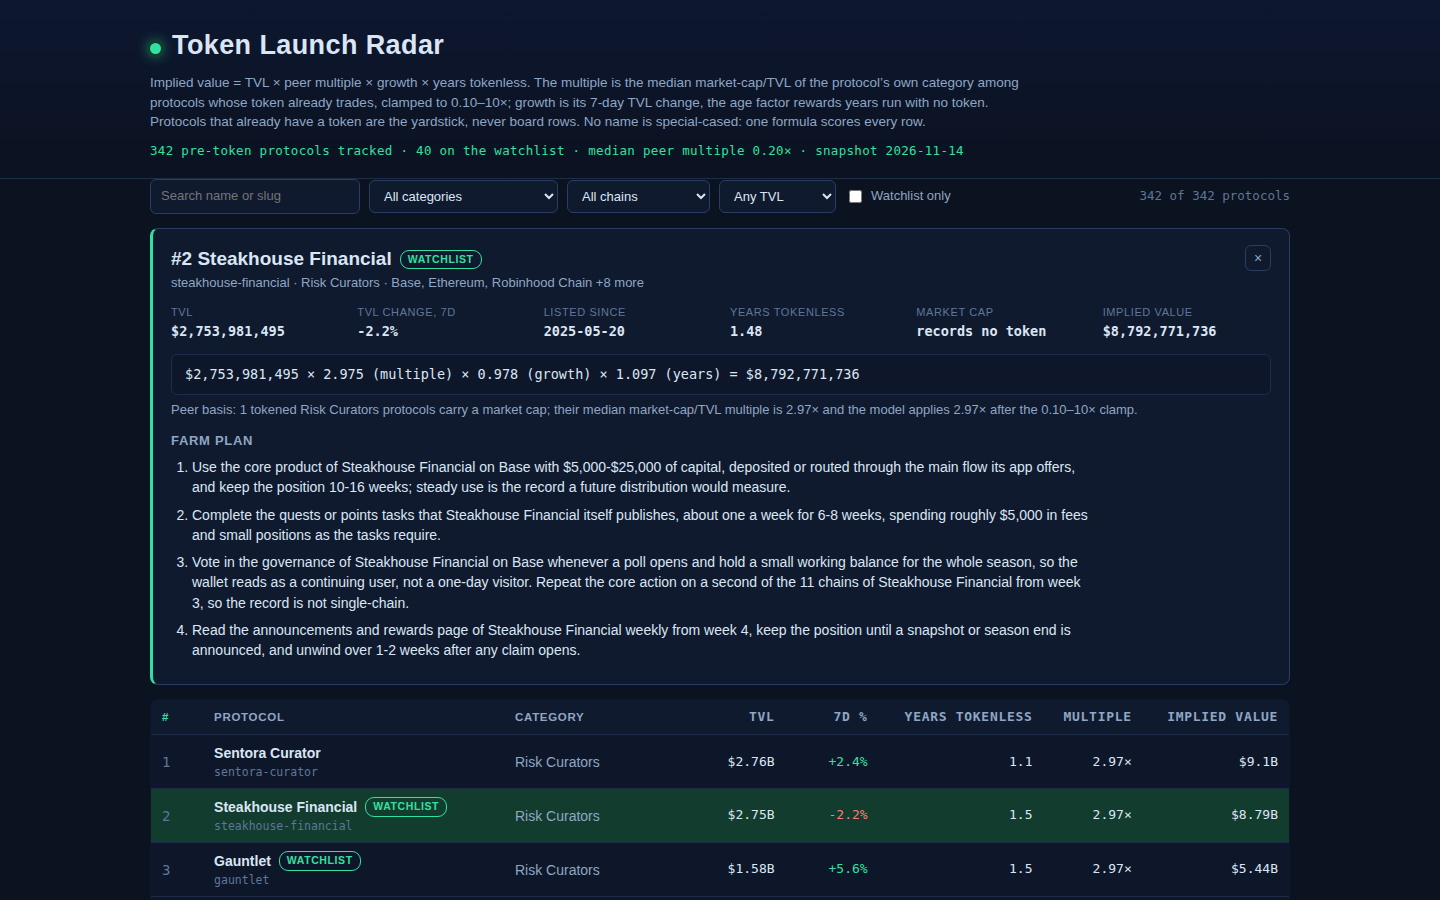 Token Launch Radar
Implied value = TVL × peer multiple × growth × years tokenless. The multiple is the median market-cap/TVL of the protocol's own category among
protocols whose token already trades, clamped to 0.10–10×; growth is its 7-day TVL change, the age factor rewards years run with no token.
Protocols that already have a token are the yardstick, never board rows. No name is special-cased: one formula scores every row.
342 pre-token protocols tracked · 40 on the watchlist · median peer multiple 0.20× · snapshot 2026-11-14
Search name or slug All categories All chains Any TVL Watchlist only 342 of 342 protocols
#2 Steakhouse Financial WATCHLIST ×
steakhouse-financial · Risk Curators · Base, Ethereum, Robinhood Chain +8 more
TVL TVL CHANGE, 7D LISTED SINCE YEARS TOKENLESS MARKET CAP IMPLIED VALUE
$2,753,981,495 -2.2% 2025-05-20 1.48 records no token $8,792,771,736
$2,753,981,495 × 2.975 (multiple) × 0.978 (growth) × 1.097 (years) = $8,792,771,736
Peer basis: 1 tokened Risk Curators protocols carry a market cap; their median market-cap/TVL multiple is 2.97× and the model applies 2.97× after the 0.10–10× clamp.
FARM PLAN
1. Use the core product of Steakhouse Financial on Base with $5,000-$25,000 of capital, deposited or routed through the main flow its app offers,
and keep the position 10-16 weeks; steady use is the record a future distribution would measure.
2. Complete the quests or points tasks that Steakhouse Financial itself publishes, about one a week for 6-8 weeks, spending roughly $5,000 in fees
and small positions as the tasks require.
3. Vote in the governance of Steakhouse Financial on Base whenever a poll opens and hold a small working balance for the whole season, so the
wallet reads as a continuing user, not a one-day visitor. Repeat the core action on a second of the 11 chains of Steakhouse Financial from week
3, so the record is not single-chain.
4. Read the announcements and rewards page of Steakhouse Financial weekly from week 4, keep the position until a snapshot or season end is
announced, and unwind over 1-2 weeks after any claim opens.
# PROTOCOL CATEGORY TVL 7D % YEARS TOKENLESS MULTIPLE IMPLIED VALUE
1 Sentora Curator Risk Curators $2.76B +2.4% 1.1 2.97× $9.1B
sentora-curator
2 Steakhouse Financial WATCHLIST Risk Curators $2.75B -2.2% 1.5 2.97× $8.79B
steakhouse-financial
3 Gauntlet WATCHLIST Risk Curators $1.58B +5.6% 1.5 2.97× $5.44B
gauntlet